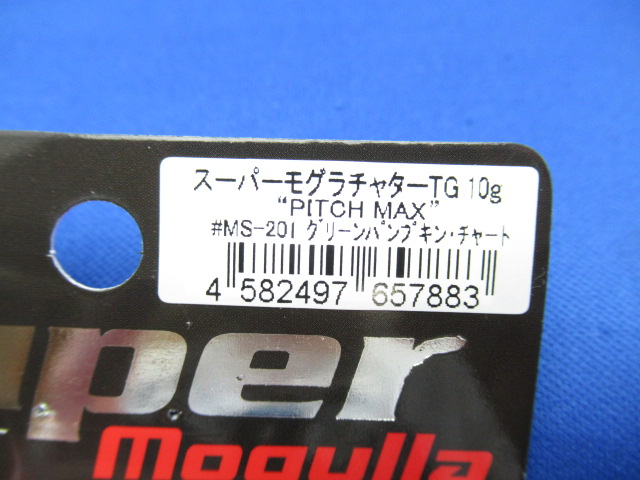 スーパーモグラチャターTG 10g
“PITCH MAX”
#MS-201 グリーンパンプキン・チャート
4 582497 657883
uper
Mogulla